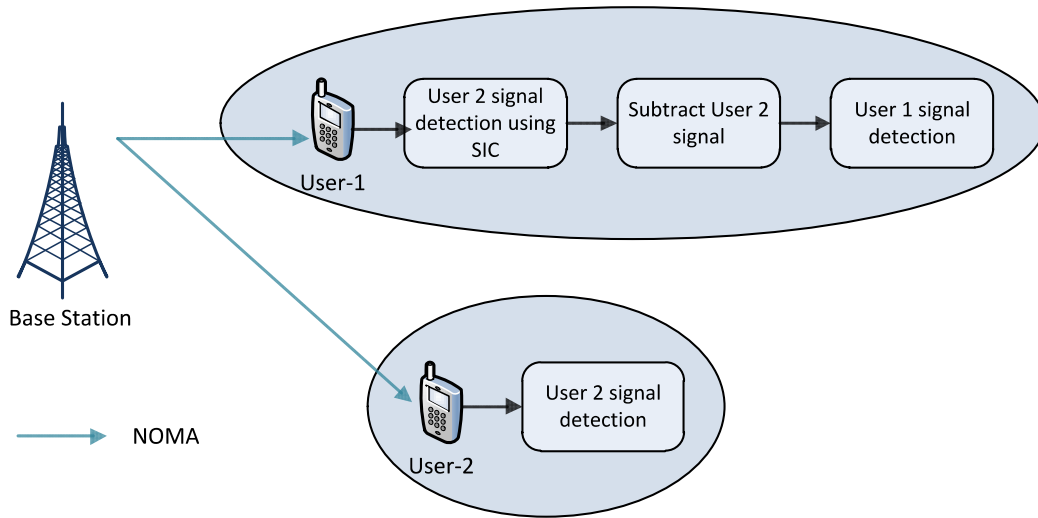 User 2 signal
detection using
SIC
Subtract User 2
signal
User 1 signal
detection
User-1
Base Station
User 2 signal
detection
User-2
NOMA